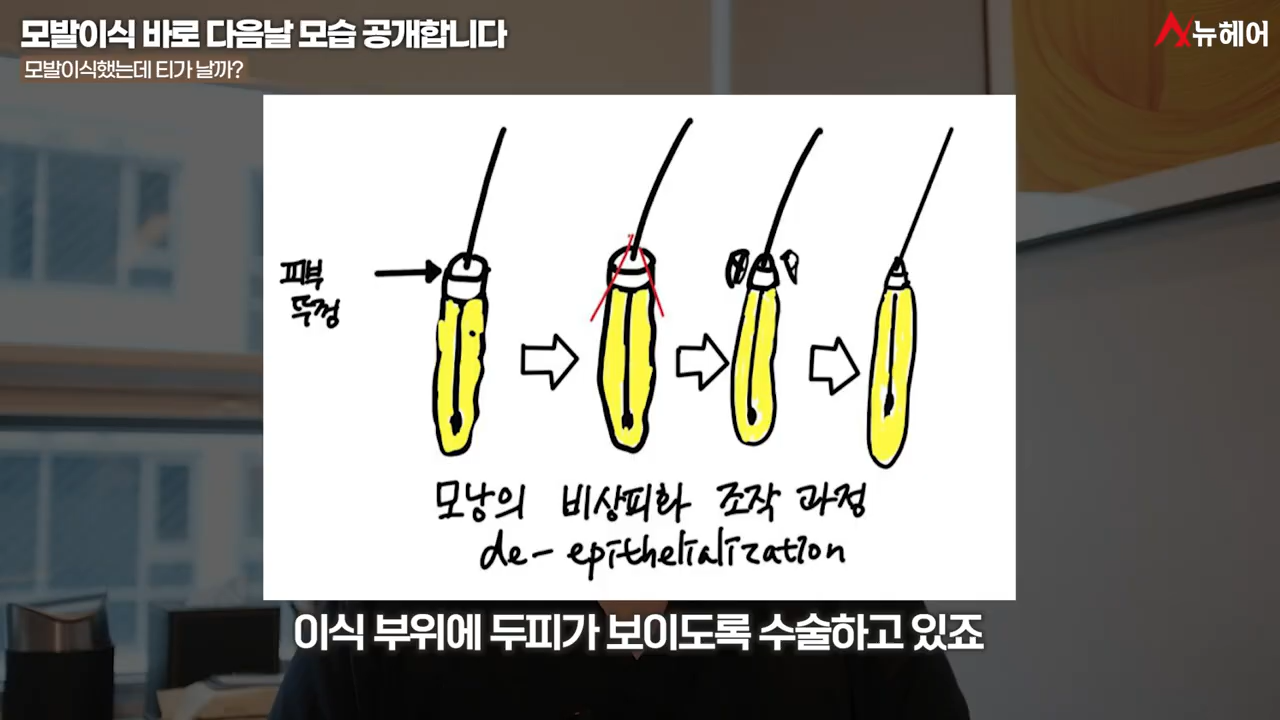 모발이식 바로 다음날 모습 공개합니다
모발이식했는데 티가 날까?
뉴헤어
피부
뚜껑
모낭의 비상피화 조작 과정
de-epithelialization
이식 부위에 두피가 보이도록 수술하고 있죠